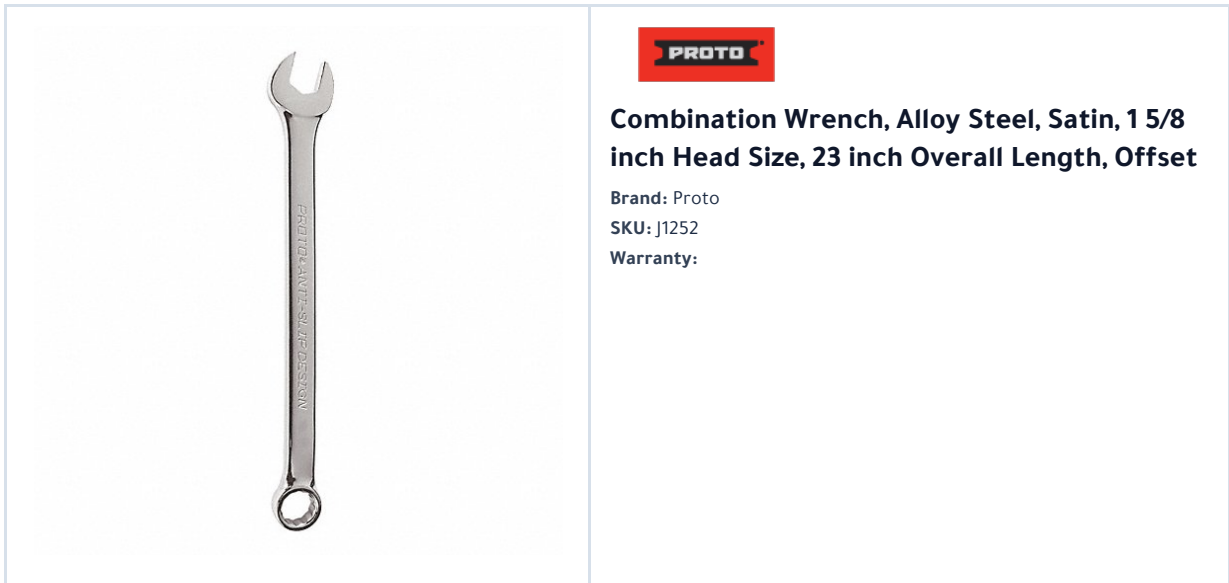 PROTO
Combination Wrench, Alloy Steel, Satin, 1 5/8
inch Head Size, 23 inch Overall Length, Offset
Brand: Proto
SKU: J1252
Warranty:
PROTO® ANTI-SLIP DESIGN